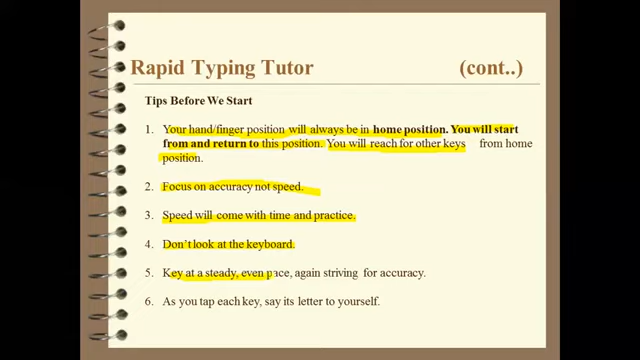 Rapid Typing Tutor (cont..)
Tips Before We Start
1. Your hand/finger position will always be in home position. You will start
from and return to this position. You will reach for other keys from home
position.
2. Focus on accuracy not speed.
3. Speed will come with time and practice.
4. Don't look at the keyboard.
5. Key at a steady, even pace, again striving for accuracy.
6. As you tap each key, say its letter to yourself.